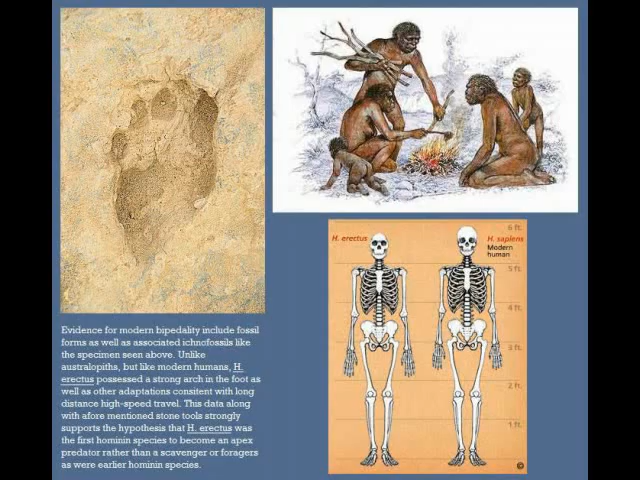 Evidence for modern bipedality include fossil
forms as well as associated ichnofossils like
the specimen seen above. Unlike
australopiths, but like modern humans, H.
erectus possessed a strong arch in the foot as
well as other adaptations consitent with long
distance high-speed travel. This data along
with afore mentioned stone tools strongly
supports the hypothesis that H. erectus was
the first hominin species to become an apex
predator rather than a scavenger or foragers
as were earlier hominin species.
H. erectus
H. sapiens
Modern
human
6 ft.
5 ft.
4 ft.
3 ft.
2 ft.
1 ft.
©